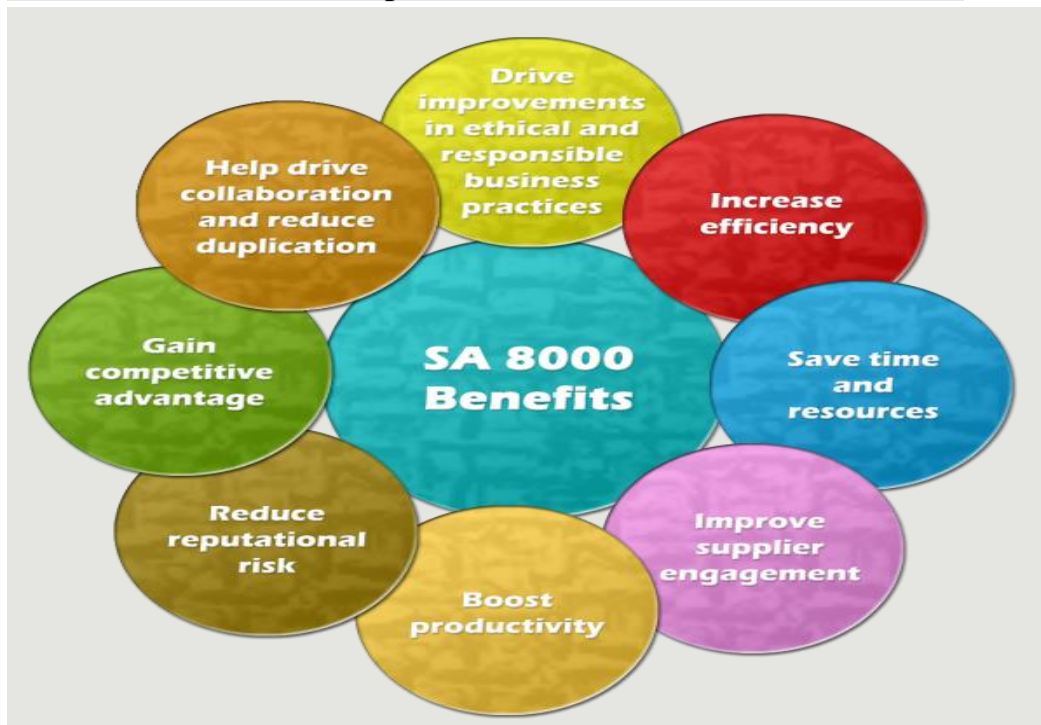 Drive
improvements
in ethical and
responsible
business
practices
Increase
efficiency
Save time
and
resources
Improve
supplier
engagement
Boost
productivity
Reduce
reputational
risk
Gain
competitive
advantage
Help drive
collaboration
and reduce
duplication
SA 8000
Benefits